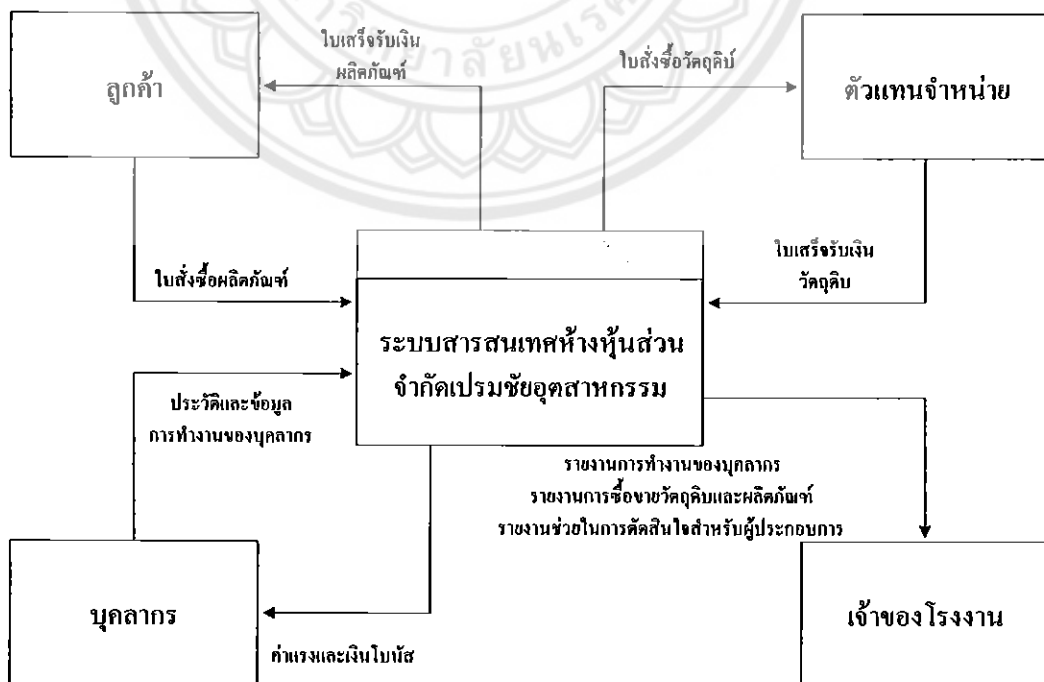 ใบเสร็จรับเงิน
ผลิตภัณฑ์
ใบสั่งซื้อวัตถุดิบ
ลูกค้า
ตัวแทนจำหน่าย
ใบสั่งซื้อผลิตภัณฑ์
ใบเสร็จรับเงิน
วัตถุดิบ
ระบบสารสนเทศห้างหุ้นส่วน
จำกัดเปรมชัยอุตสาหกรรม
ประวัติและข้อมูล
การทำงานของบุคลากร
รายงานการทำงานของบุคลากร
รายงานการซื้อขายวัตถุดิบและผลิตภัณฑ์
รายงานช่วยในการตัดสินใจสำหรับผู้ประกอบการ
บุคลากร
เจ้าของโรงงาน
ค่าแรงและเงินโบนัส